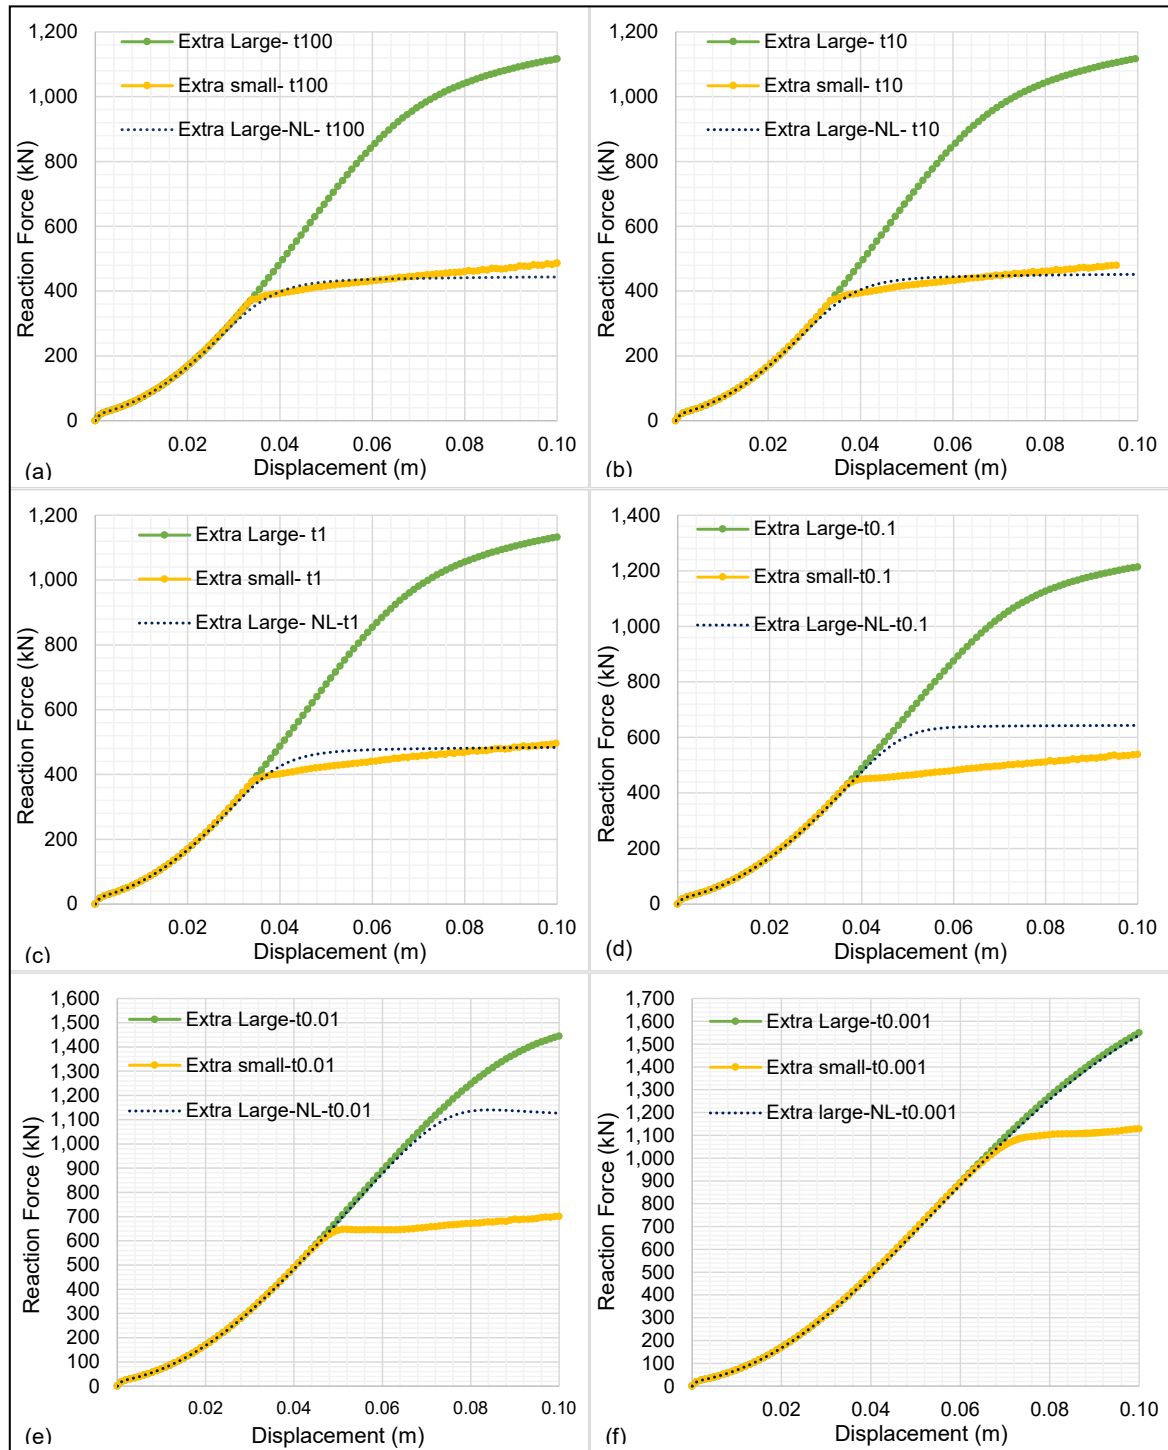 1,200
1,000
800
600
400
200
0
Reaction Force (kN)
Extra Large- t100
Extra small- t100
Extra Large-NL- t100
0.02 0.04 0.06 0.08 0.10
Displacement (m)
(a)
1,200
1,000
800
600
400
200
0
Reaction Force (kN)
Extra Large- t10
Extra small- t10
Extra Large-NL- t10
0.02 0.04 0.06 0.08 0.10
Displacement (m)
(b)
1,200
1,000
800
600
400
200
0
Reaction Force (kN)
Extra Large- t1
Extra small- t1
Extra Large- NL-t1
0.02 0.04 0.06 0.08 0.10
Displacement (m)
(c)
1,400
1,200
1,000
800
600
400
200
0
Reaction Force (kN)
Extra Large-t0.1
Extra small-t0.1
Extra Large-NL-t0.1
0.02 0.04 0.06 0.08 0.10
Displacement (m)
(d)
1,600
1,500
1,400
1,300
1,200
1,100
1,000
900
800
700
600
500
400
300
200
100
0
Reaction Force (kN)
Extra Large-t0.01
Extra small-t0.01
Extra Large-NL-t0.01
0.02 0.04 0.06 0.08 0.10
Displacement (m)
(e)
1,700
1,600
1,500
1,400
1,300
1,200
1,100
1,000
900
800
700
600
500
400
300
200
100
0
Reaction Force (kN)
Extra Large-t0.001
Extra small-t0.001
Extra large-NL-t0.001
0.02 0.04 0.06 0.08 0.10
Displacement (m)
(f)